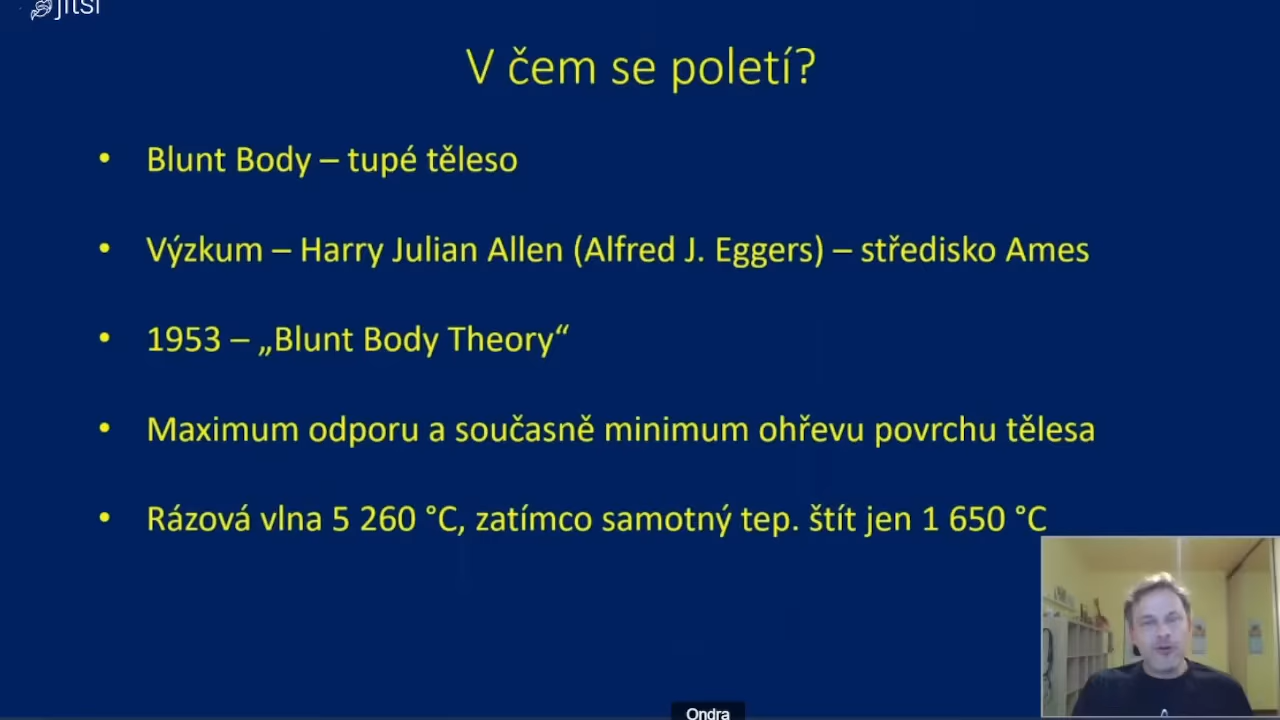 jitsi
V čem se poletí?
• Blunt Body – tupé těleso
• Výzkum – Harry Julian Allen (Alfred J. Eggers) – středisko Ames
• 1953 – „Blunt Body Theory“
• Maximum odporu a současně minimum ohřevu povrchu tělesa
• Rázová vlna 5 260 °C, zatímco samotný tep. štít jen 1 650 °C
Ondra